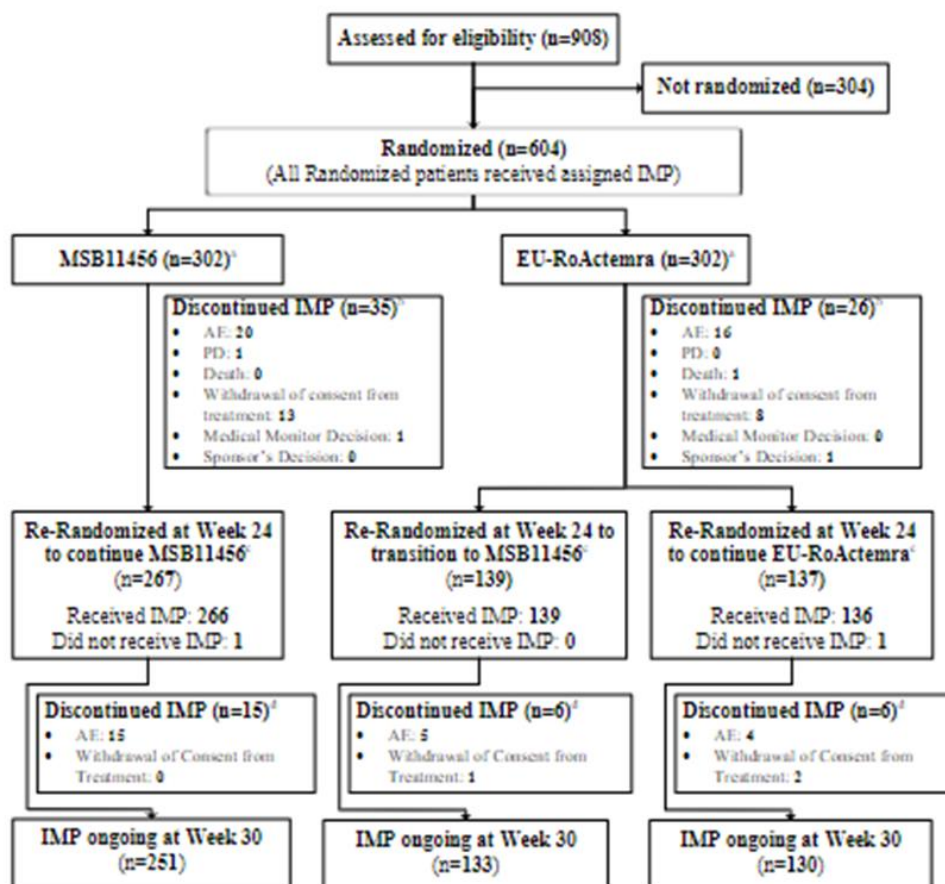 Assessed for eligibility (n=908)
Not randomized (n=304)
Randomized (n=604)
(All Randomized patients received assigned IMP)
MSB11456 (n=302)ᵃ
EU-RoActemra (n=302)ᵃ
Discontinued IMP (n=35)ᵇ
• AE: 20
• PD: 1
• Death: 0
• Withdrawal of consent from
treatment: 13
• Medical Monitor Decision: 1
• Sponsor's Decision: 0
Discontinued IMP (n=26)ᵇ
• AE: 16
• PD: 0
• Death: 1
• Withdrawal of consent from
treatment: 8
• Medical Monitor Decision: 0
• Sponsor's Decision: 1
Re-Randomized at Week 24
to continue MSB11456ᶜ
(n=267)
Received IMP: 266
Did not receive IMP: 1
Re-Randomized at Week 24 to
transition to MSB11456ᶜ
(n=139)
Received IMP: 139
Did not receive IMP: 0
Re-Randomized at Week 24
to continue EU-RoActemraᶜ
(n=137)
Received IMP: 136
Did not receive IMP: 1
Discontinued IMP (n=15)ᵈ
• AE: 15
• Withdrawal of Consent from
Treatment: 0
Discontinued IMP (n=6)ᵈ
• AE: 5
• Withdrawal of Consent from
Treatment: 1
Discontinued IMP (n=6)ᵈ
• AE: 4
• Withdrawal of Consent from
Treatment: 2
IMP ongoing at Week 30
(n=251)
IMP ongoing at Week 30
(n=133)
IMP ongoing at Week 30
(n=130)